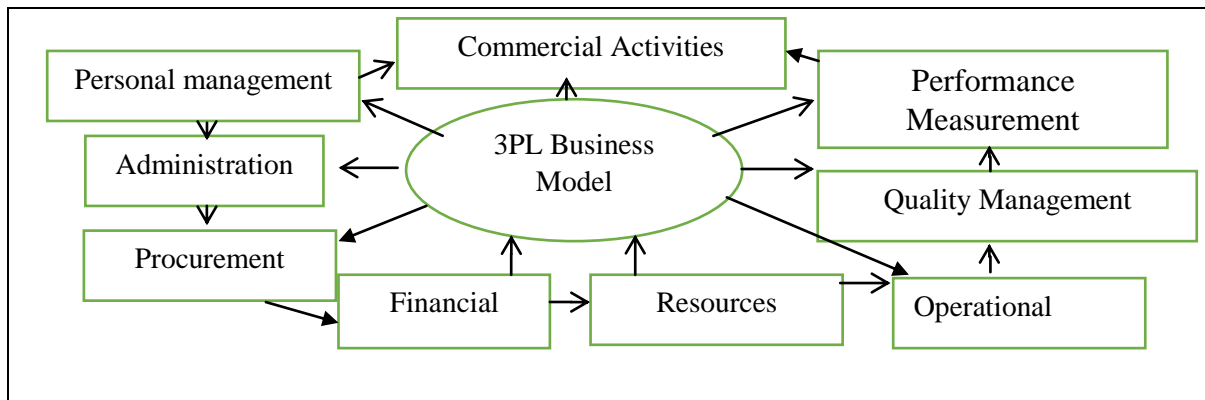 Commercial Activities
Personal management
Performance
Measurement
3PL Business
Model
Administration
Quality Management
Procurement
Financial
Resources
Operational